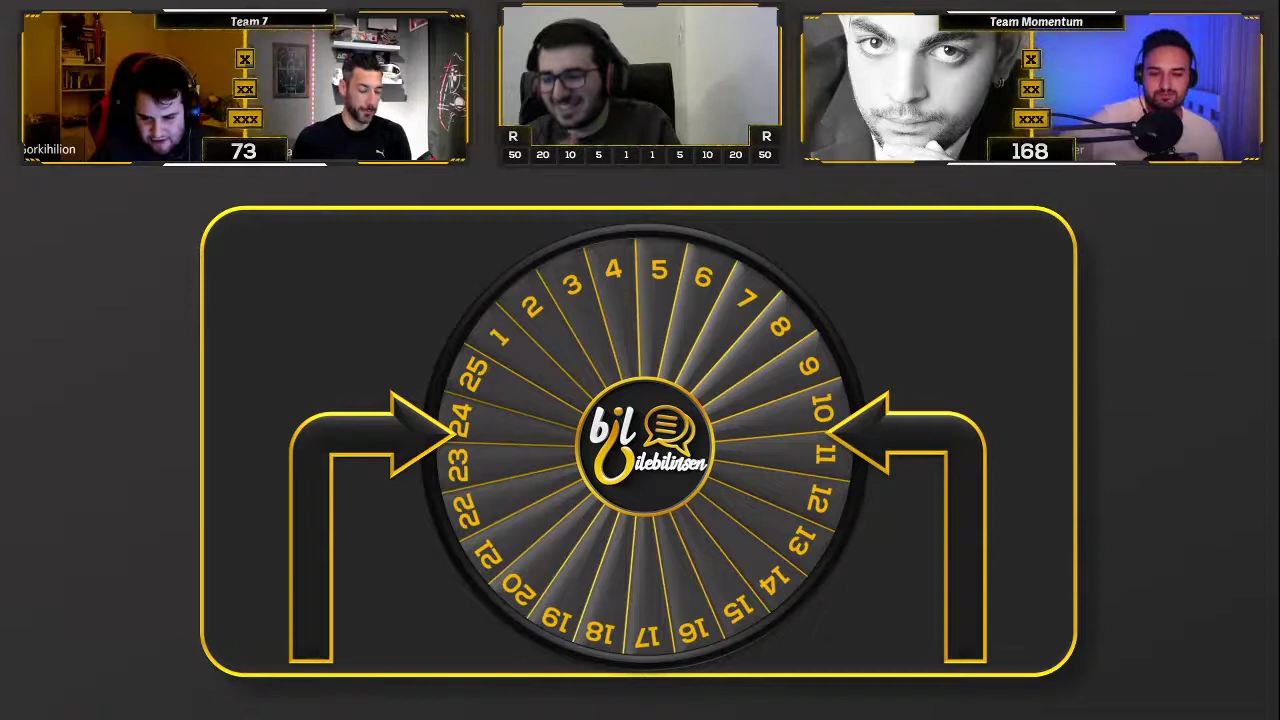 Team 7
Team Momentum
X
XX
XXX
73
R
R
50 20 10 5 1 1 5 10 20 50
X
XX
XXX
168
orkihilion
a
er
1
2
3
4
5
6
7
8
9
10
11
12
13
14
15
16
17
18
19
20
21
22
23
24
25
bil
ilebilirsen